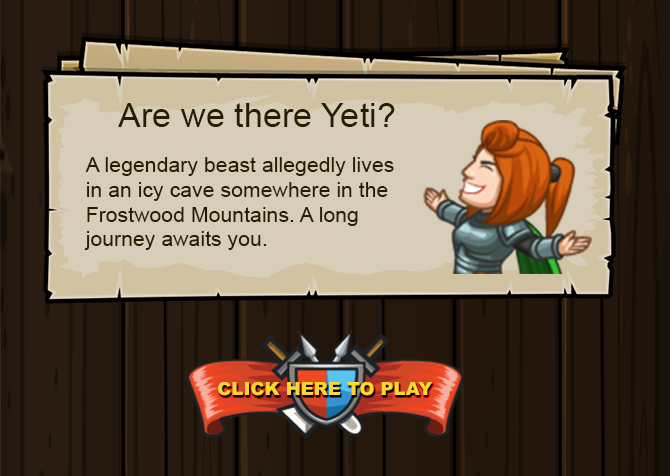 Are we there Yeti?
A legendary beast allegedly lives
in an icy cave somewhere in the
Frostwood Mountains. A long
journey awaits you.
CLICK HERE TO PLAY